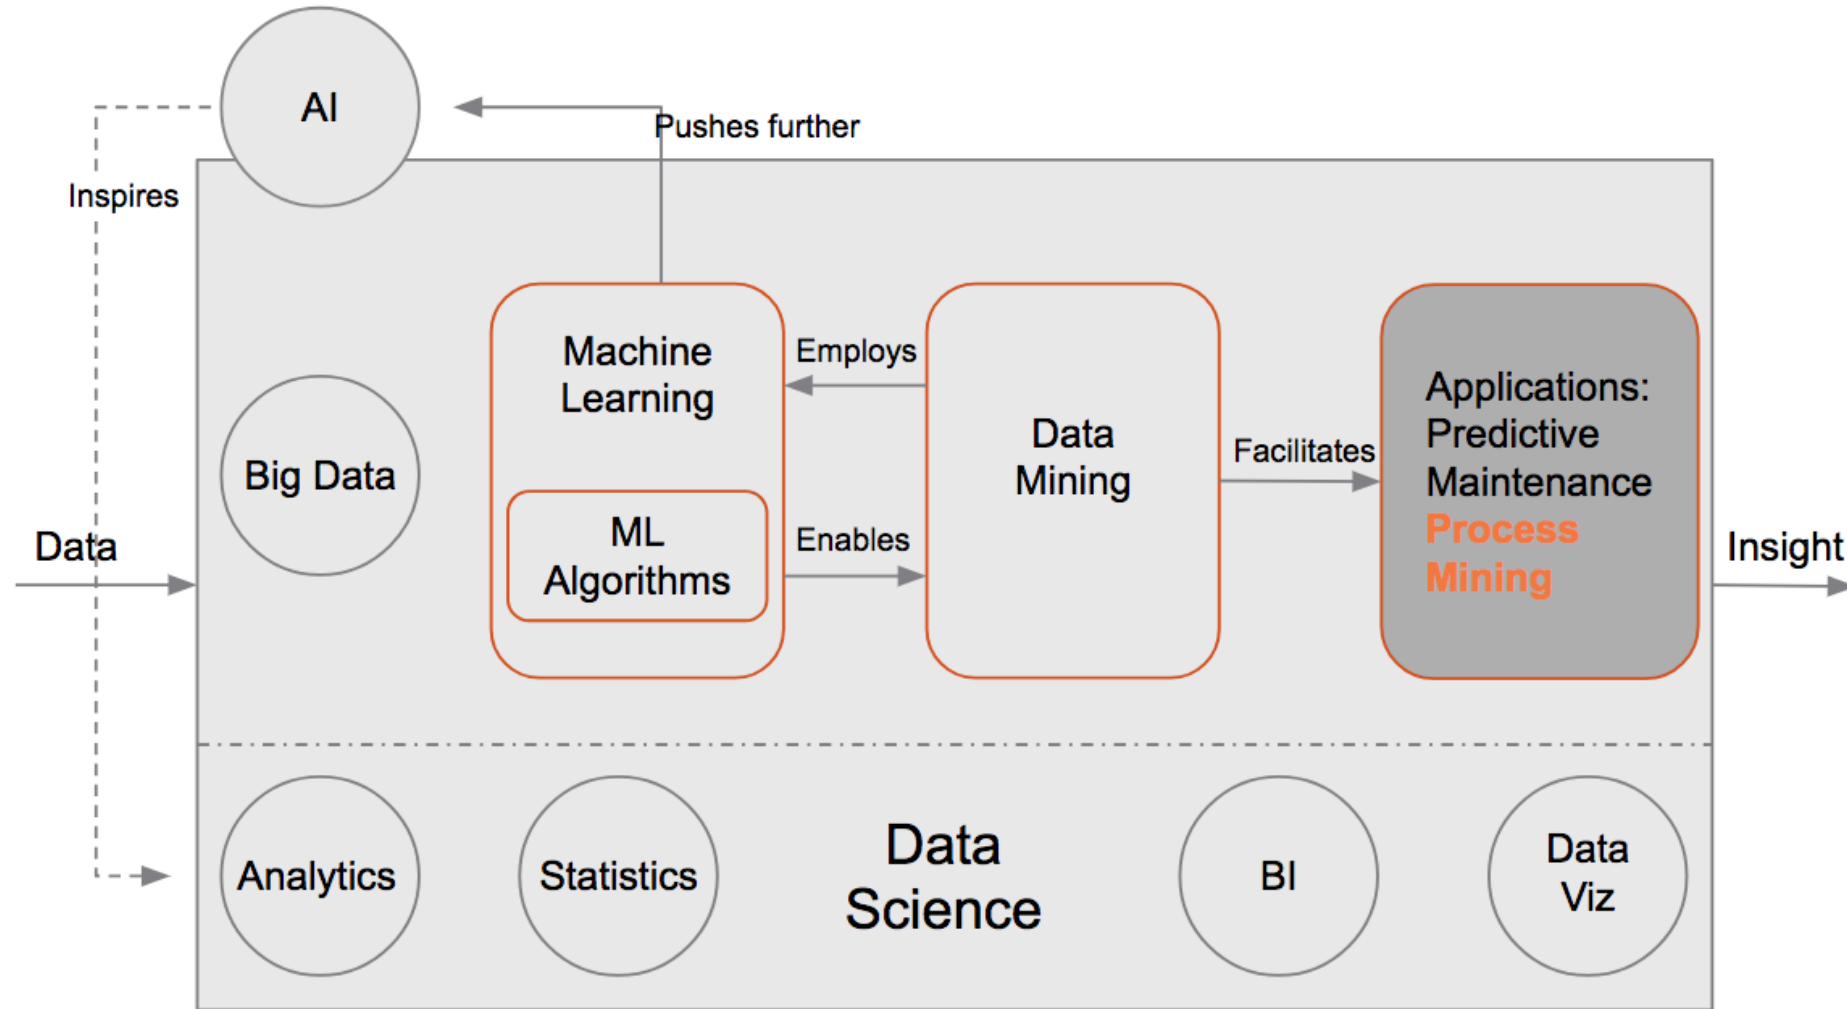 AI
Pushes further
Inspires
Machine
Learning
Employs
Data
Mining
Facilitates
Applications:
Predictive
Maintenance
Process
Mining
Big Data
ML
Algorithms
Enables
Data
Insight
Analytics
Statistics
Data
Science
BI
Data
Viz